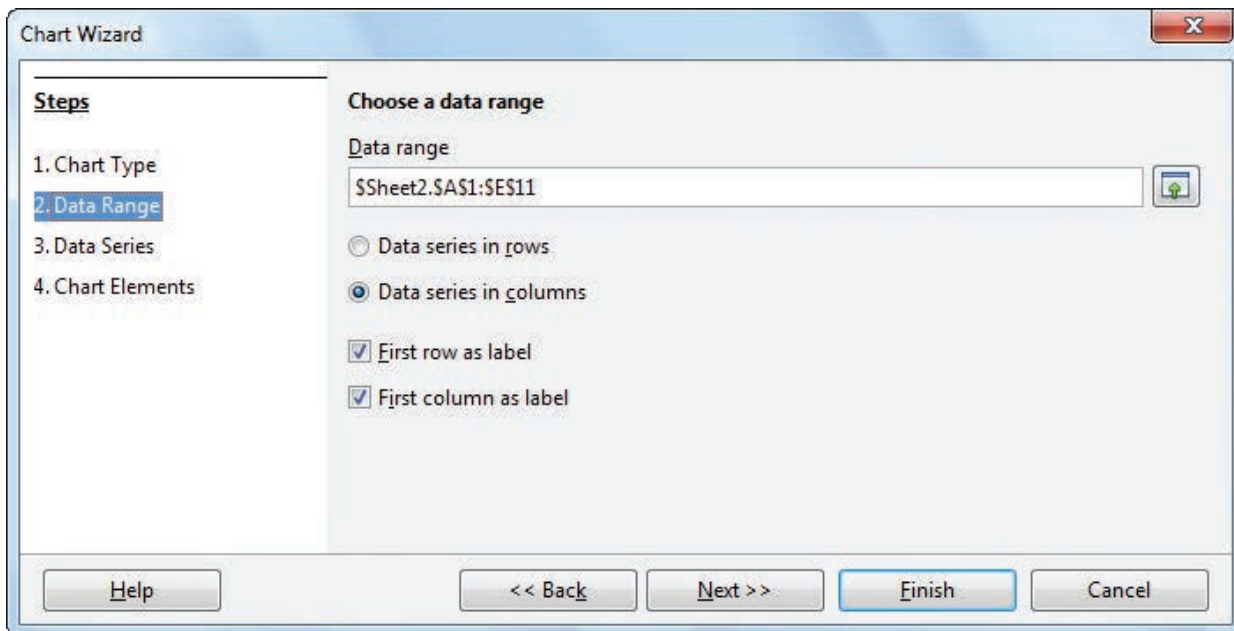 Chart Wizard
Steps
1. Chart Type
2. Data Range
3. Data Series
4. Chart Elements
Choose a data range
Data range
$Sheet2.$A$1:$E$11
Data series in rows
Data series in columns
First row as label
First column as label
Help
<< Back
Next >>
Finish
Cancel